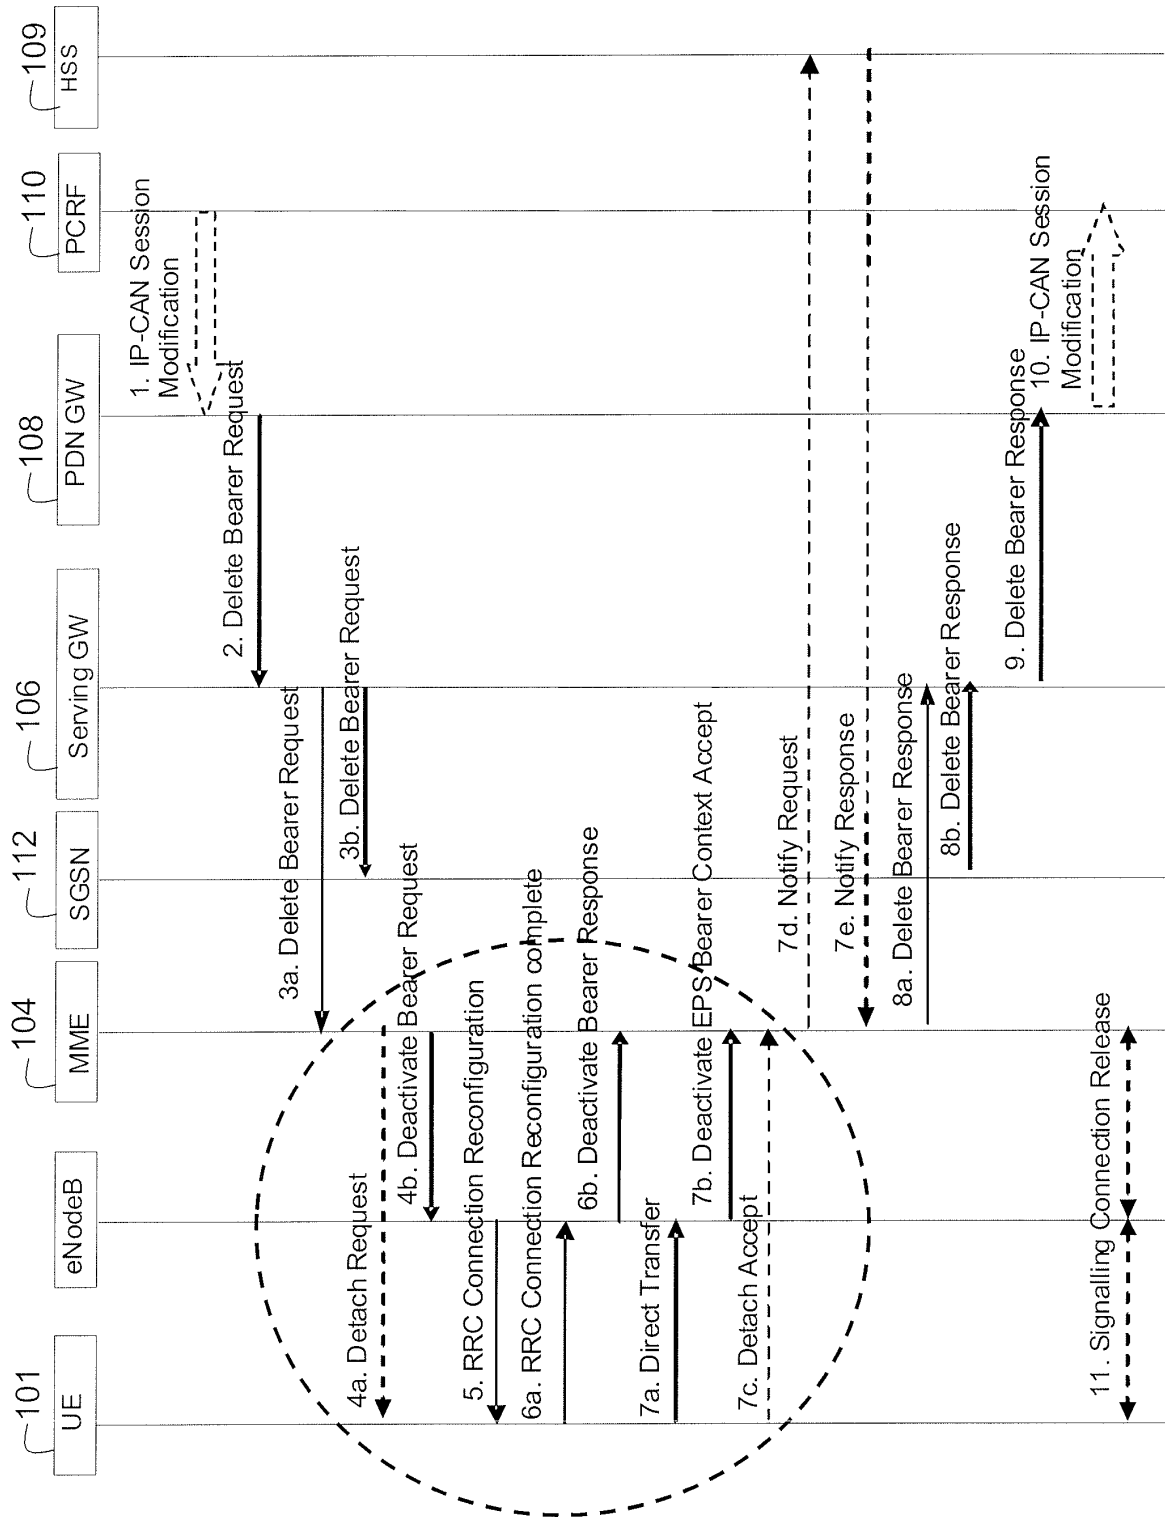 101
UE
eNodeB
104
MME
112
SGSN
106
Serving GW
108
PDN GW
110
PCRF
109
HSS
1. IP-CAN Session
Modification
2. Delete Bearer Request
3a. Delete Bearer Request
3b. Delete Bearer Request
4a. Detach Request
4b. Deactivate Bearer Request
5. RRC Connection Reconfiguration
6a. RRC Connection Reconfiguration complete
6b. Deactivate Bearer Response
7a. Direct Transfer
7b. Deactivate EPS Bearer Context Accept
7c. Detach Accept
7d. Notify Request
7e. Notify Response
8a. Delete Bearer Response
8b. Delete Bearer Response
9. Delete Bearer Response
10. IP-CAN Session
Modification
11. Signalling Connection Release